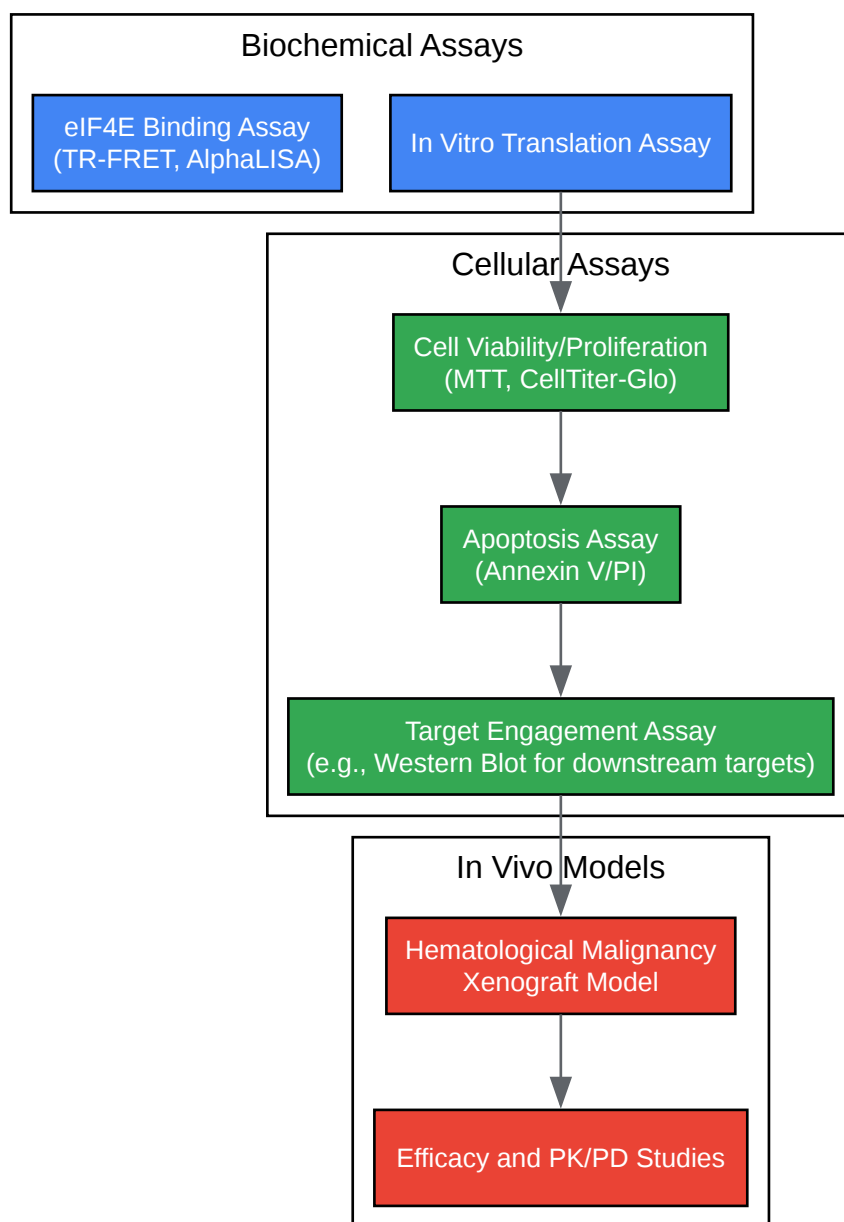 Biochemical Assays
eIF4E Binding Assay
(TR-FRET, AlphaLISA)
In Vitro Translation Assay
Cellular Assays
Cell Viability/Proliferation
(MTT, CellTiter-Glo)
Apoptosis Assay
(Annexin V/PI)
Target Engagement Assay
(e.g., Western Blot for downstream targets)
In Vivo Models
Hematological Malignancy
Xenograft Model
Efficacy and PK/PD Studies